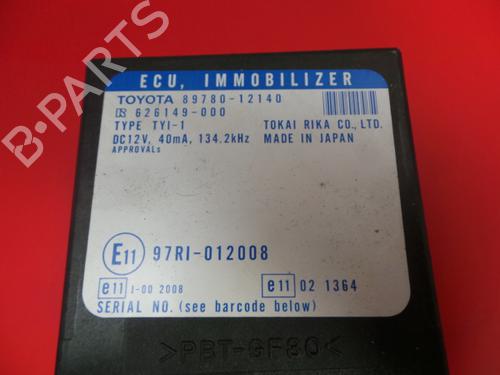 ECU, IMMOBILIZER
TOYOTA 89780-12140
DS 626149-000
TYPE TYI-1 TOKAI RIKA CO., LTD.
DC12V, 40mA, 134.2kHz MADE IN JAPAN
APPROVALs
E11 97RI-012008
e11 I-00 2008 e11 02 1364
SERIAL NO. (see barcode below)
>PBT-GF30<
B-PARTS